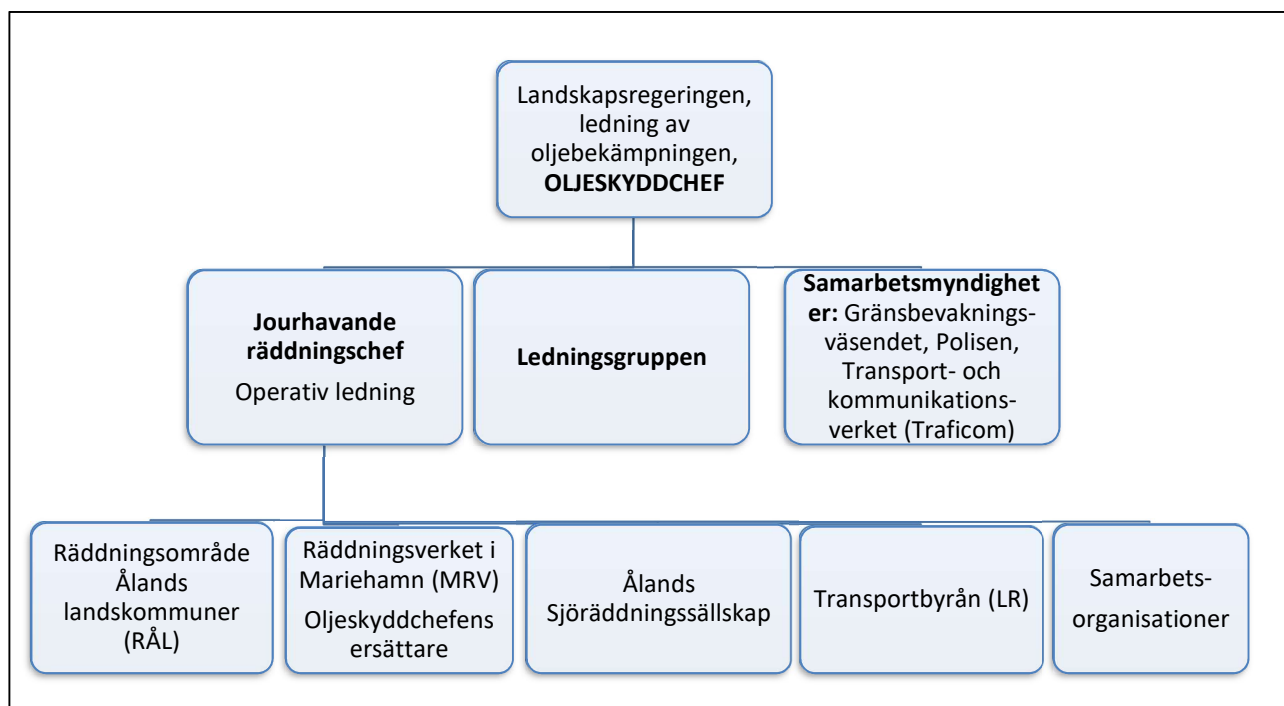 Landskapsregeringen,
ledning av
oljebekämpningen,
OLJESKYDDCHEF
Jourhavande
räddningschef
Operativ ledning
Ledningsgruppen
Samarbetsmyndighet
er: Gränsbevaknings-
väsendet, Polisen,
Transport- och
kommunikations-
verket (Traficom)
Räddningsområde
Ålands
landskommuner
(RÅL)
Räddningsverket i
Mariehamn (MRV)
Oljeskyddchefens
ersättare
Ålands
Sjöräddningssällskap
Transportbyrån (LR)
Samarbets-
organisationer